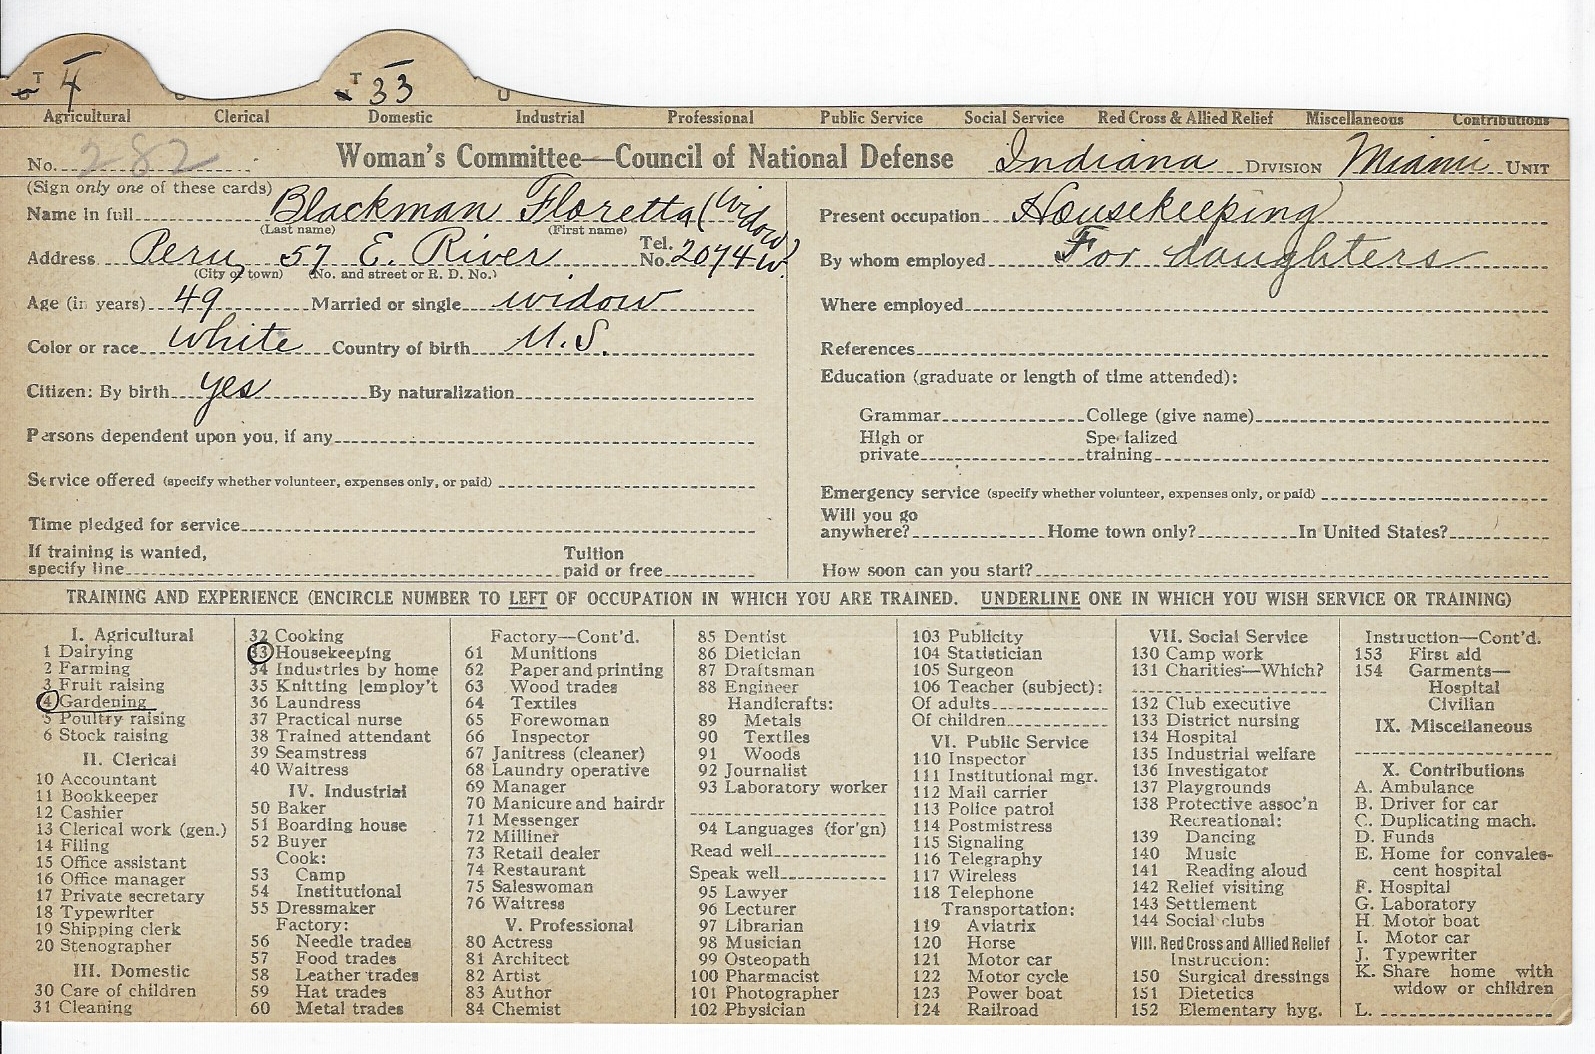 T 4 T 33 U
Agricultural Clerical Domestic Industrial Professional Public Service Social Service Red Cross & Allied Relief Miscellaneous Contributions
No. 282 Woman's Committee—Council of National Defense Indiana DIVISION Miami UNIT
(Sign only one of these cards)
Name in full Blackman Floretta (Widow)
(Last name) (First name)
Address Peru, 57 E. River Tel. No. 2074 W.
(City or town) (No. and street or R. D. No.)
Age (in years) 49 Married or single widow
Color or race white Country of birth U.S.
Citizen: By birth yes By naturalization
Persons dependent upon you, if any
Service offered (specify whether volunteer, expenses only, or paid)
Time pledged for service
If training is wanted, specify line Tuition paid or free
Present occupation Housekeeping
By whom employed For daughters
Where employed
References
Education (graduate or length of time attended):
Grammar College (give name)
High or private Specialized training
Emergency service (specify whether volunteer, expenses only, or paid)
Will you go anywhere? Home town only? In United States?
How soon can you start?
TRAINING AND EXPERIENCE (ENCIRCLE NUMBER TO LEFT OF OCCUPATION IN WHICH YOU ARE TRAINED. UNDERLINE ONE IN WHICH YOU WISH SERVICE OR TRAINING)
I. Agricultural
1 Dairying
2 Farming
3 Fruit raising
4 Gardening
5 Poultry raising
6 Stock raising
II. Clerical
10 Accountant
11 Bookkeeper
12 Cashier
13 Clerical work (gen.)
14 Filing
15 Office assistant
16 Office manager
17 Private secretary
18 Typewriter
19 Shipping clerk
20 Stenographer
III. Domestic
30 Care of children
31 Cleaning
32 Cooking
33 Housekeeping
34 Industries by home
35 Knitting [employ't
36 Laundress
37 Practical nurse
38 Trained attendant
39 Seamstress
40 Waitress
IV. Industrial
50 Baker
51 Boarding house
52 Buyer
Cook:
53 Camp
54 Institutional
55 Dressmaker
Factory:
56 Needle trades
57 Food trades
58 Leather trades
59 Hat trades
60 Metal trades
Factory—Cont'd.
61 Munitions
62 Paper and printing
63 Wood trades
64 Textiles
65 Forewoman
66 Inspector
67 Janitress (cleaner)
68 Laundry operative
69 Manager
70 Manicure and hairdr
71 Messenger
72 Milliner
73 Retail dealer
74 Restaurant
75 Saleswoman
76 Waitress
V. Professional
80 Actress
81 Architect
82 Artist
83 Author
84 Chemist
85 Dentist
86 Dietician
87 Draftsman
88 Engineer
Handicrafts:
89 Metals
90 Textiles
91 Woods
92 Journalist
93 Laboratory worker
94 Languages (for'gn)
Read well
Speak well
95 Lawyer
96 Lecturer
97 Librarian
98 Musician
99 Osteopath
100 Pharmacist
101 Photographer
102 Physician
103 Publicity
104 Statistician
105 Surgeon
106 Teacher (subject):
Of adults
Of children
VI. Public Service
110 Inspector
111 Institutional mgr.
112 Mail carrier
113 Police patrol
114 Postmistress
115 Signaling
116 Telegraphy
117 Wireless
118 Telephone
Transportation:
119 Aviatrix
120 Horse
121 Motor car
122 Motor cycle
123 Power boat
124 Railroad
VII. Social Service
130 Camp work
131 Charities—Which?
132 Club executive
133 District nursing
134 Hospital
135 Industrial welfare
136 Investigator
137 Playgrounds
138 Protective assoc'n
Recreational:
139 Dancing
140 Music
141 Reading aloud
142 Relief visiting
143 Settlement
144 Social clubs
VIII. Red Cross and Allied Relief
Instruction:
150 Surgical dressings
151 Dietetics
152 Elementary hyg.
Instruction—Cont'd.
153 First aid
154 Garments—
Hospital
Civilian
IX. Miscellaneous
X. Contributions
A. Ambulance
B. Driver for car
C. Duplicating mach.
D. Funds
E. Home for convales-
cent hospital
F. Hospital
G. Laboratory
H. Motor boat
I. Motor car
J. Typewriter
K. Share home with
widow or children
L.